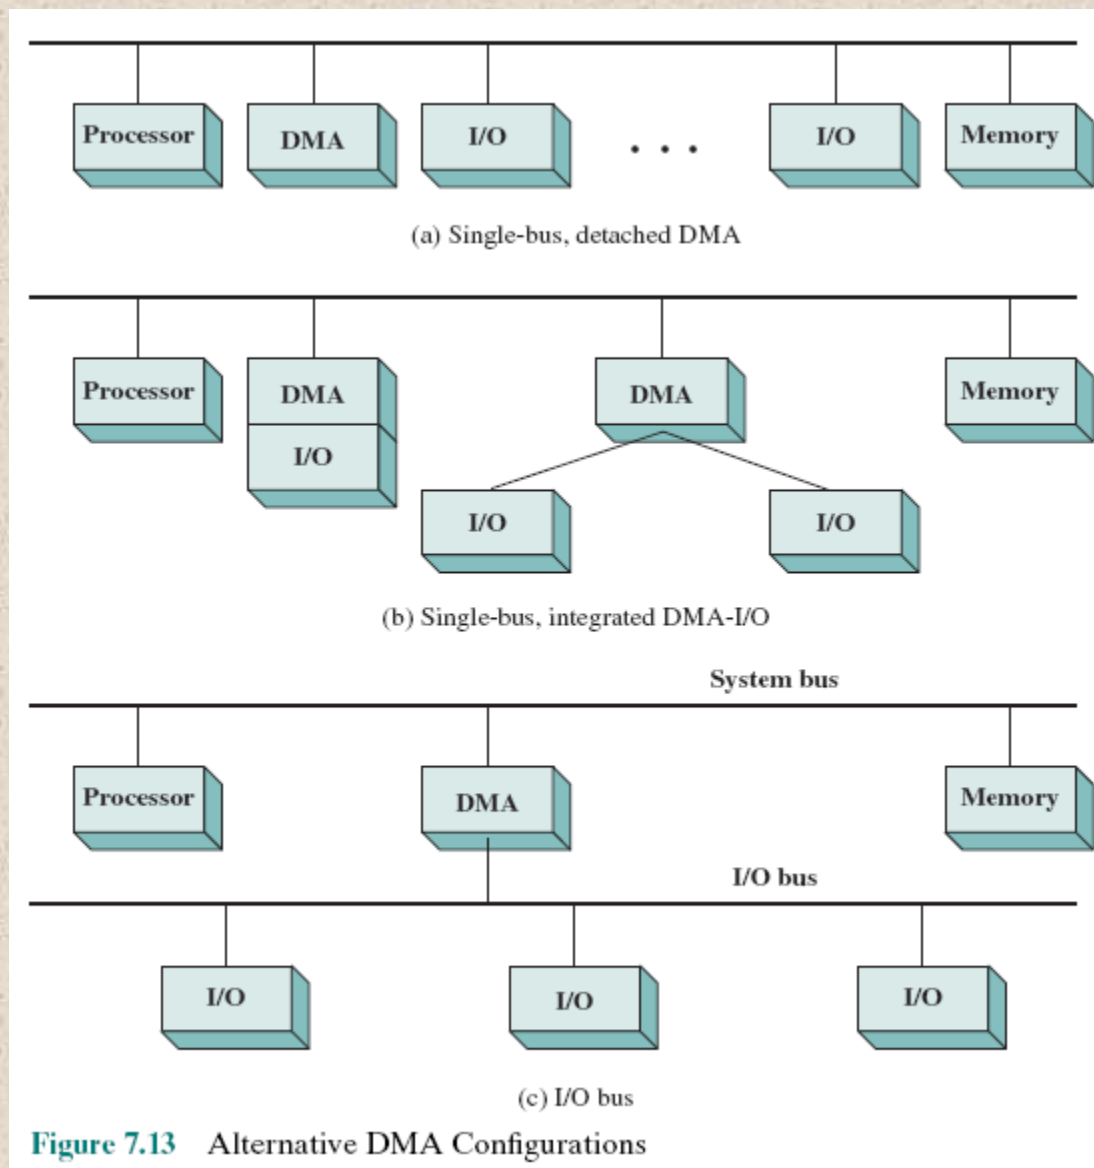 Processor DMA I/O . . . I/O Memory
(a) Single-bus, detached DMA
Processor DMA DMA Memory
I/O
I/O I/O
(b) Single-bus, integrated DMA-I/O
System bus
Processor DMA Memory
I/O bus
I/O I/O I/O
(c) I/O bus
Figure 7.13 Alternative DMA Configurations